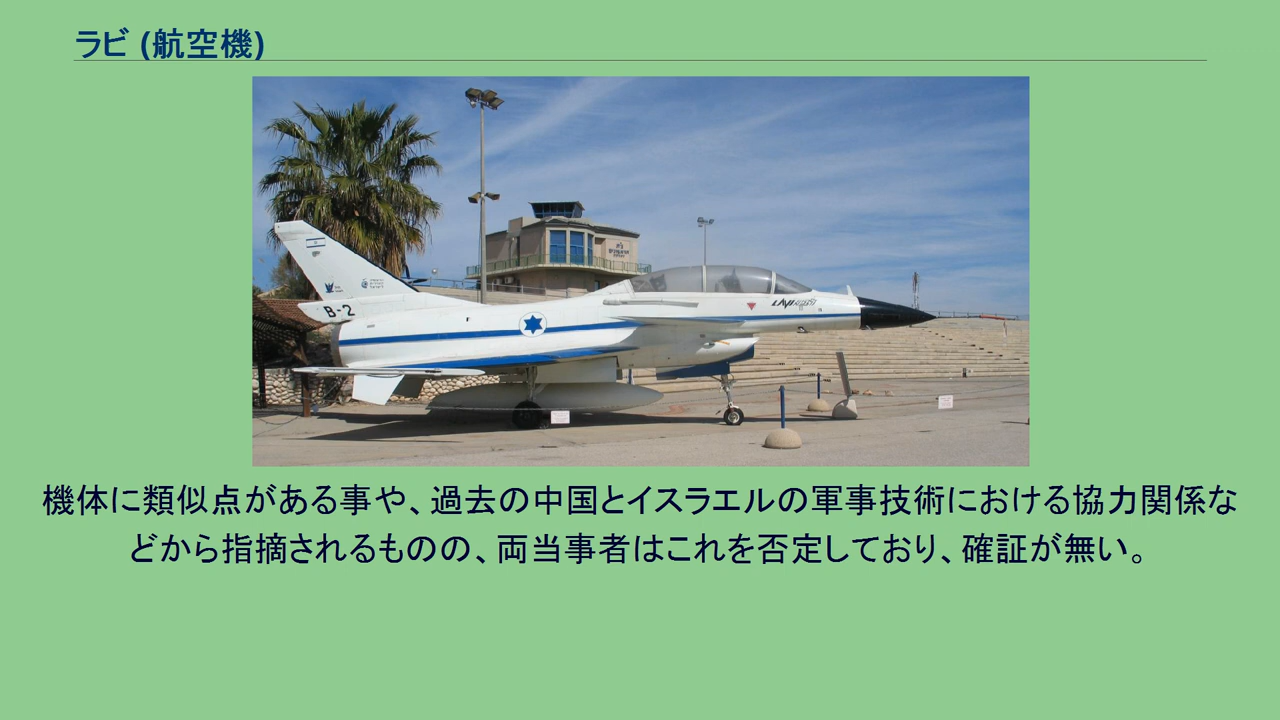 ラビ (航空機)
B-2
LAVI
機体に類似点がある事や、過去の中国とイスラエルの軍事技術における協力関係な
どから指摘されるものの、両当事者はこれを否定しており、確証が無い。